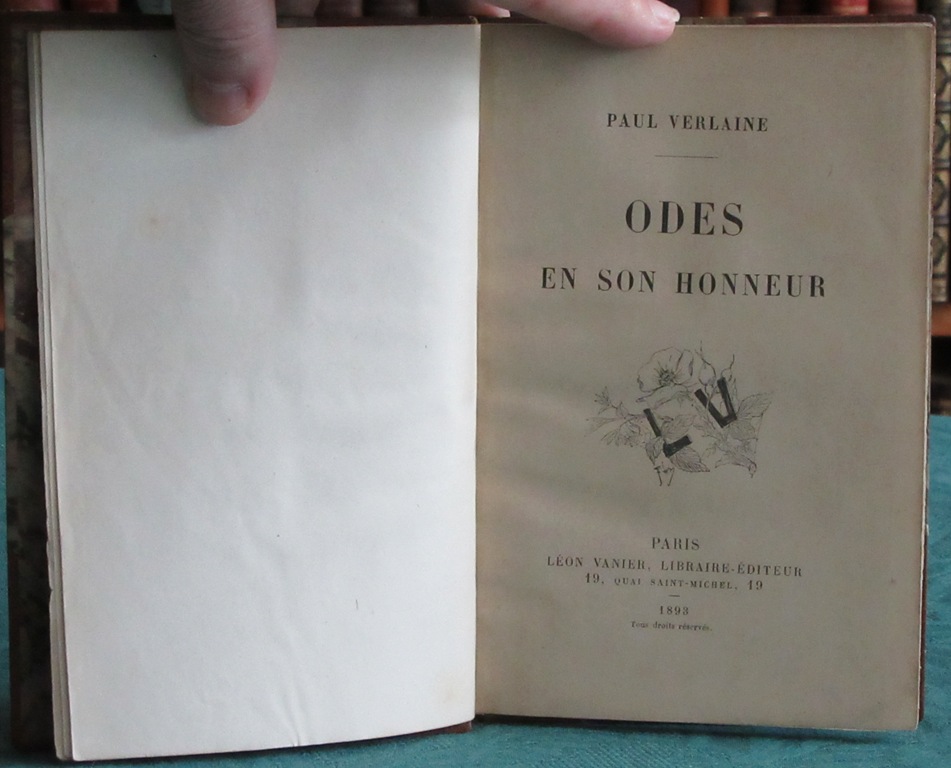 PAUL VERLAINE
ODES
EN SON HONNEUR
LV
PARIS
LÉON VANIER, LIBRAIRE-ÉDITEUR
19, QUAI SAINT-MICHEL, 19
1893
Tous droits réservés.